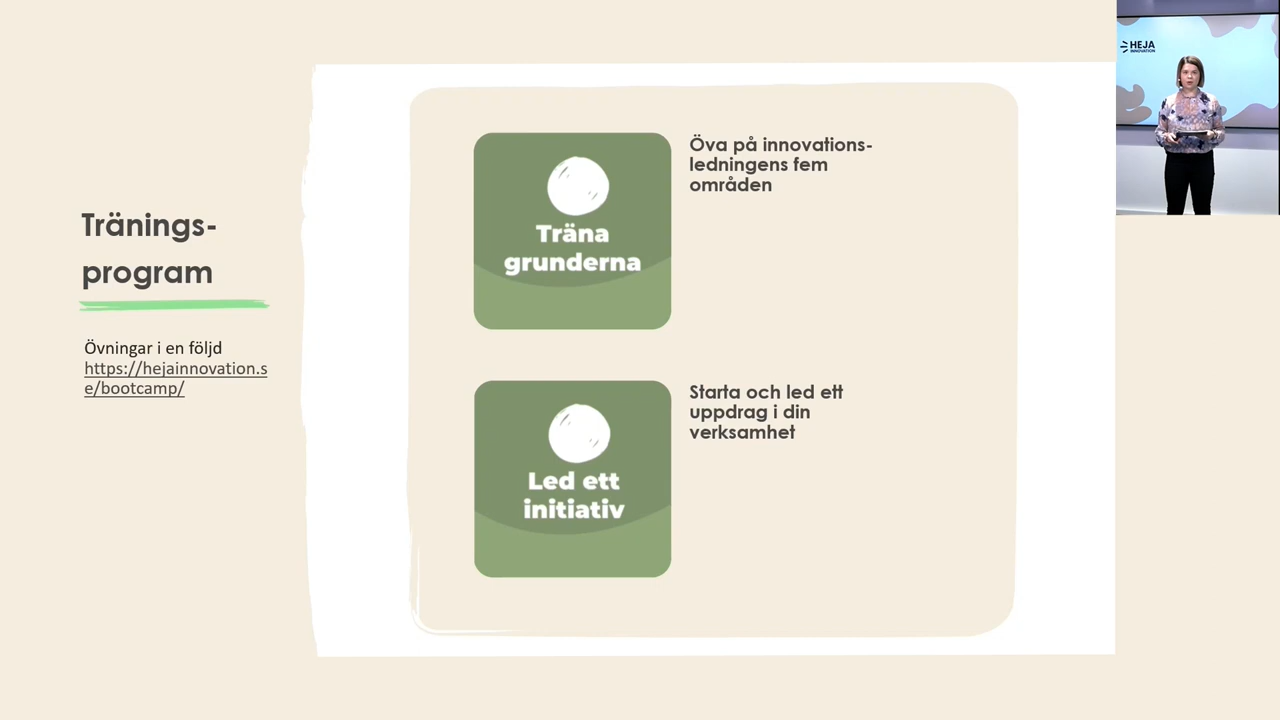 Tränings-
program
Övningar i en följd
https://hejainnovation.s
e/bootcamp/
Träna
grunderna
Öva på innovations-
ledningens fem
områden
Led ett
initiativ
Starta och led ett
uppdrag i din
verksamhet
HEJA
INNOVATION